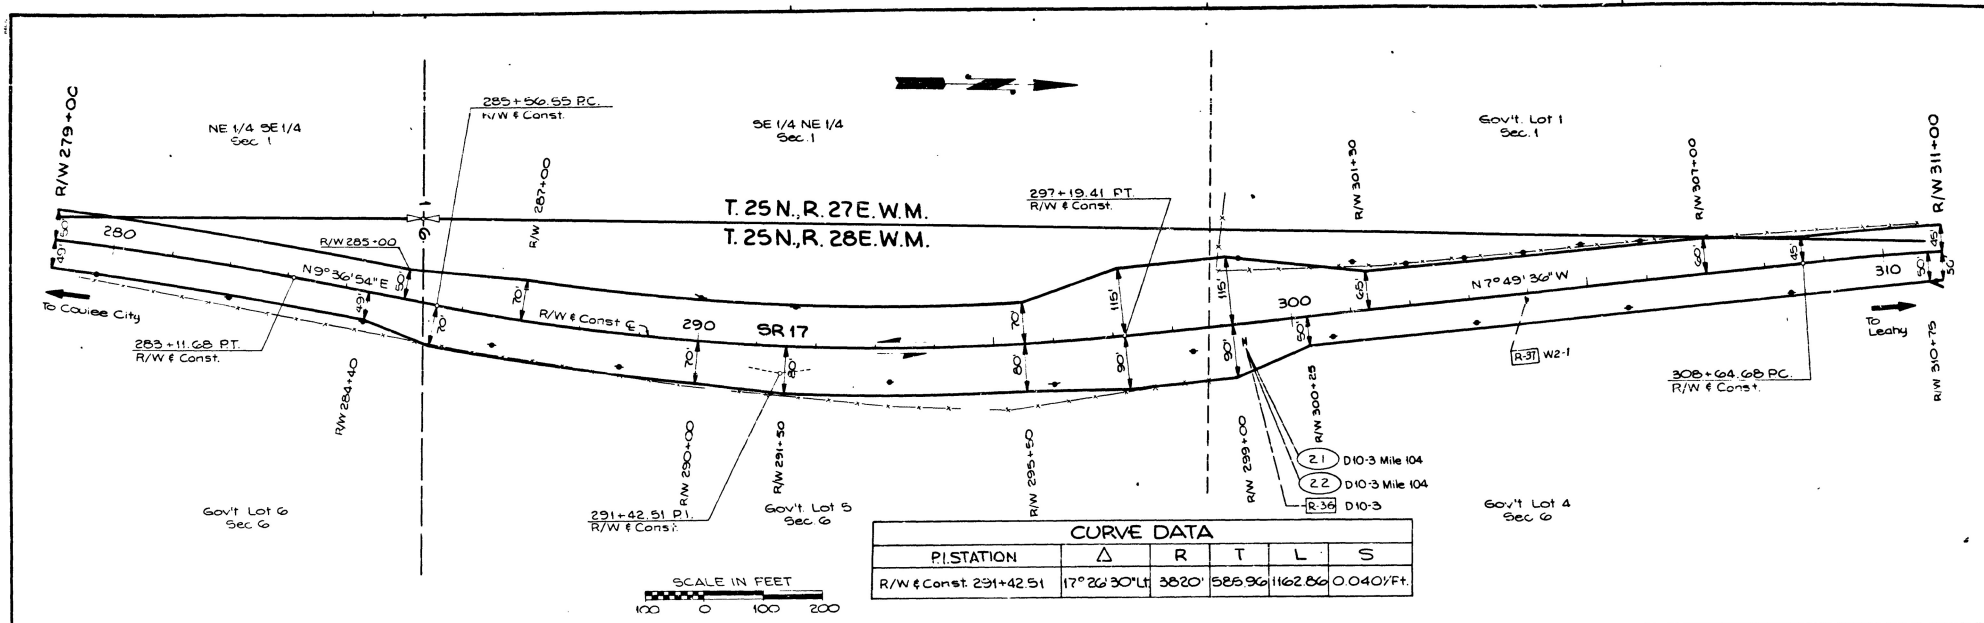 R/W 279+00
NE 1/4 SE 1/4
Sec. 1
285+56.55 P.C.
R/W & Const.
R/W 287+00
SE 1/4 NE 1/4
Sec. 1
Gov't. Lot 1
Sec. 1
R/W 301+50
R/W 307+00
R/W 311+00
T. 25 N., R. 27 E. W.M.
T. 25 N., R. 28 E. W.M.
1
6
297+19.41 P.T.
R/W & Const.
50'
49'
280
R/W 285+00
N 9° 36' 54" E
50'
49'
70'
70'
To Coulee City
283+11.68 P.T.
R/W & Const.
R/W 284+40
R/W & Const ℄
290
SR 17
70'
80'
70'
80'
115'
90'
115'
90'
300
50'
65'
N 7° 49' 36" W
60'
45'
310
45'
50'
50'
To
Leahy
R-37 W2-1
308+64.68 P.C.
R/W & Const.
R/W 310+75
R/W 290+00
R/W 291+50
R/W 295+50
R/W 299+00
R/W 300+25
21 D10-3 Mile 104
22 D10-3 Mile 104
R-36 D10-3
Gov't Lot 6
Sec 6
291+42.51 P.I.
R/W & Const.
Gov't. Lot 5
Sec 6
Gov't Lot 4
Sec 6
CURVE DATA
P.I. STATION Δ R T L S
R/W & Const. 291+42.51 17° 26' 30" Lt 3820' 585.96 1162.86 0.040'/Ft.
SCALE IN FEET
100 0 100 200